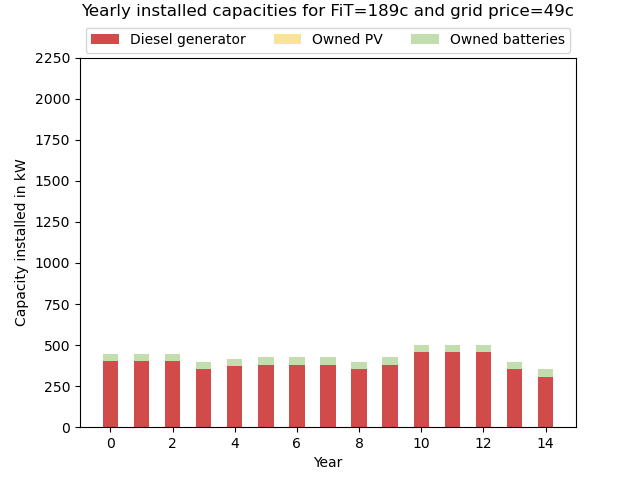 Yearly installed capacities for FiT=189c and grid price=49c
Diesel generator Owned PV Owned batteries
2250
2000
1750
1500
1250
1000
750
500
250
0
Capacity installed in kW
0 2 4 6 8 10 12 14
Year